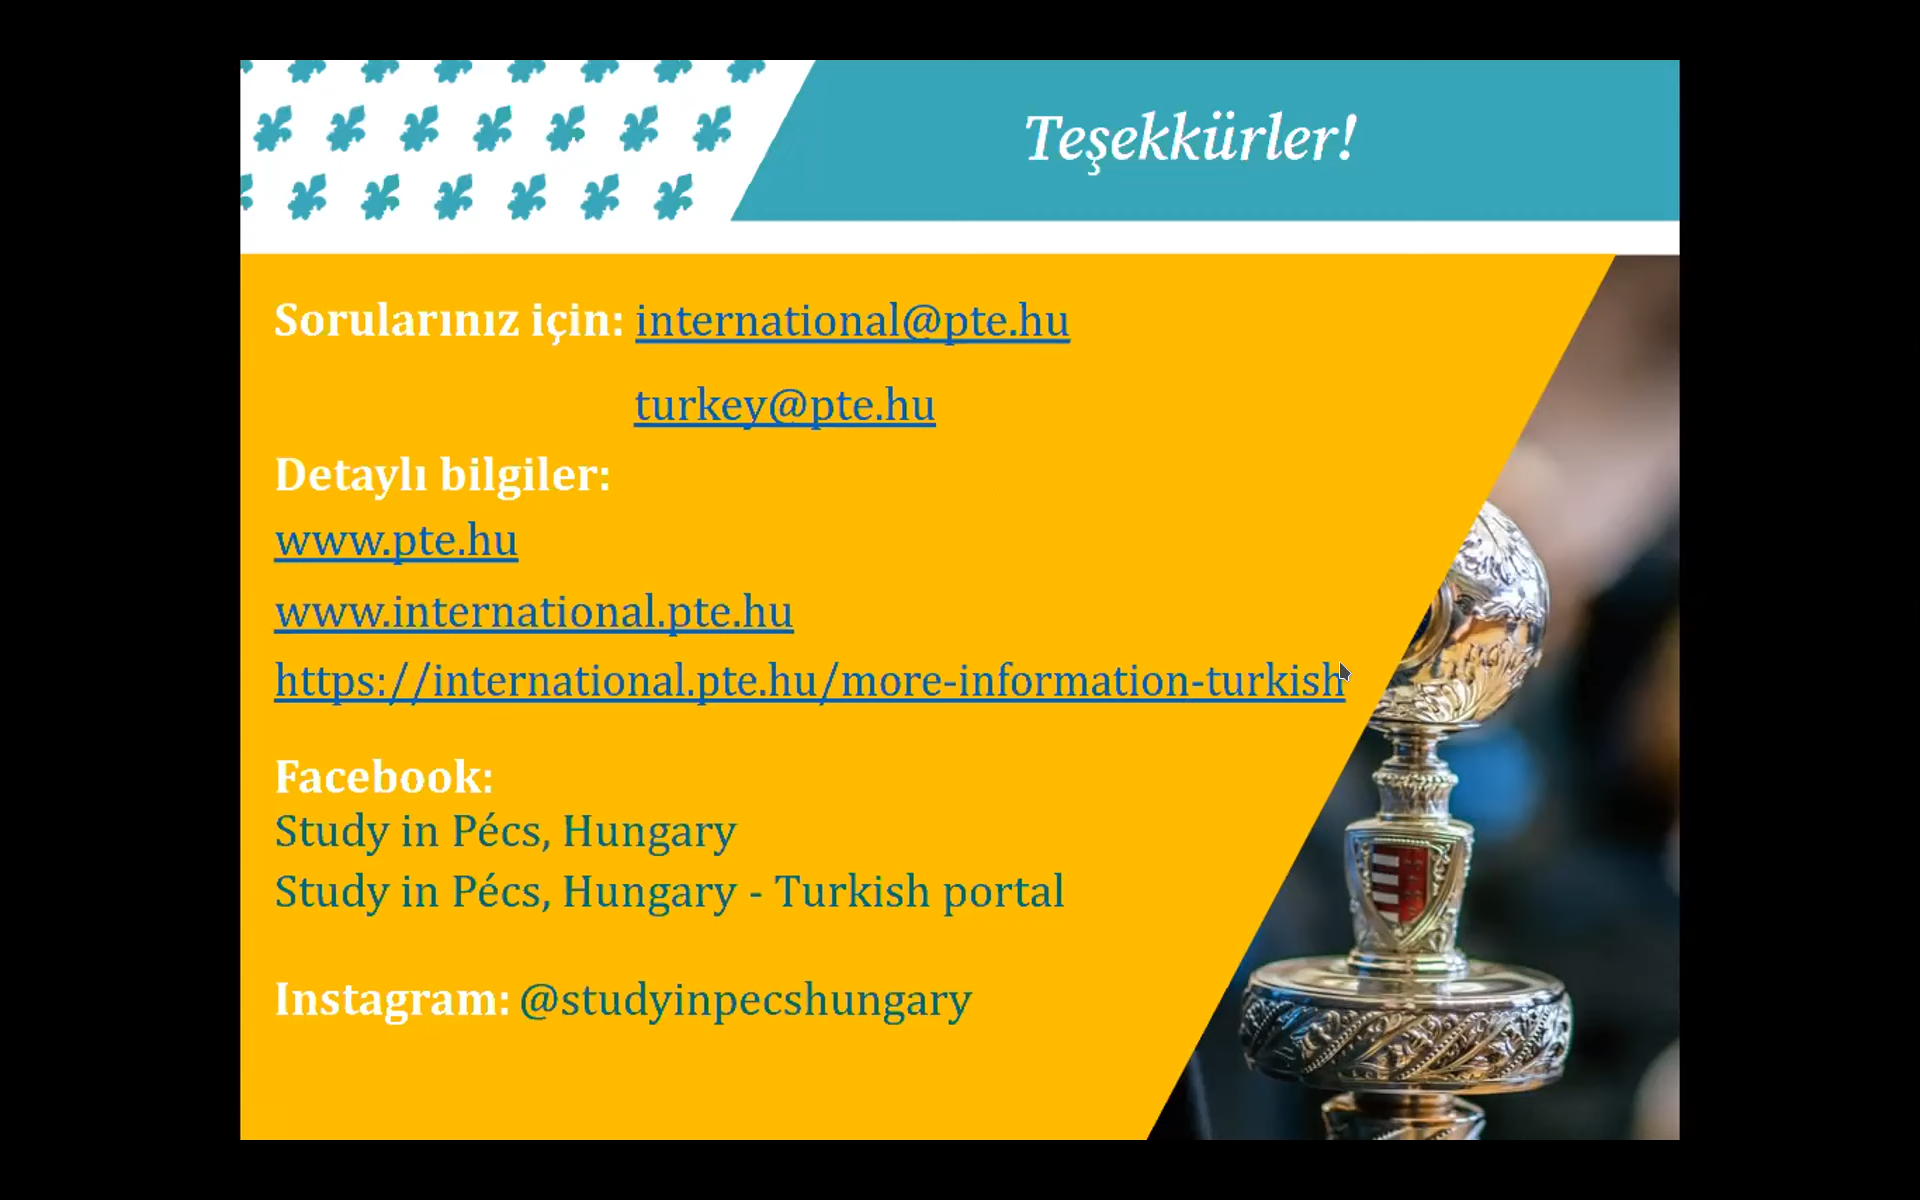 Teşekkürler!
Sorularınız için: international@pte.hu
turkey@pte.hu
Detaylı bilgiler:
www.pte.hu
www.international.pte.hu
https://international.pte.hu/more-information-turkish
Facebook:
Study in Pécs, Hungary
Study in Pécs, Hungary - Turkish portal
Instagram: @studyinpecshungary